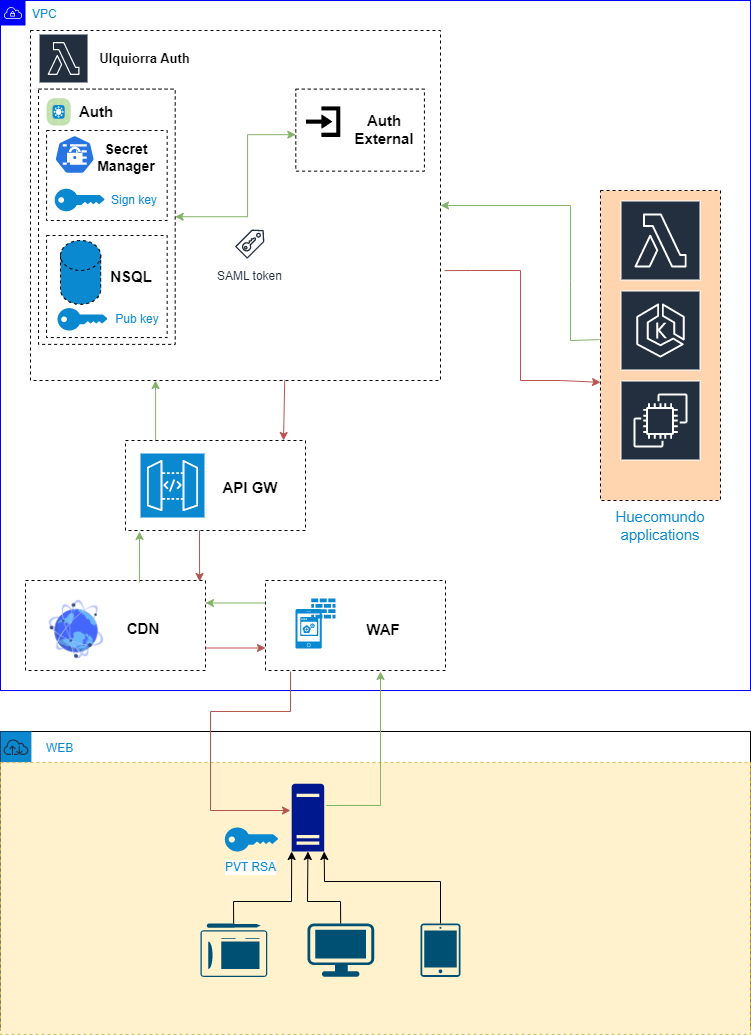 VPC
Ulquiorra Auth
Auth
Secret
Manager
Sign key
NSQL
Pub key
Auth
External
SAML token
K
Huecomundo
applications
</>
API GW
CDN
WAF
WEB
PVT RSA